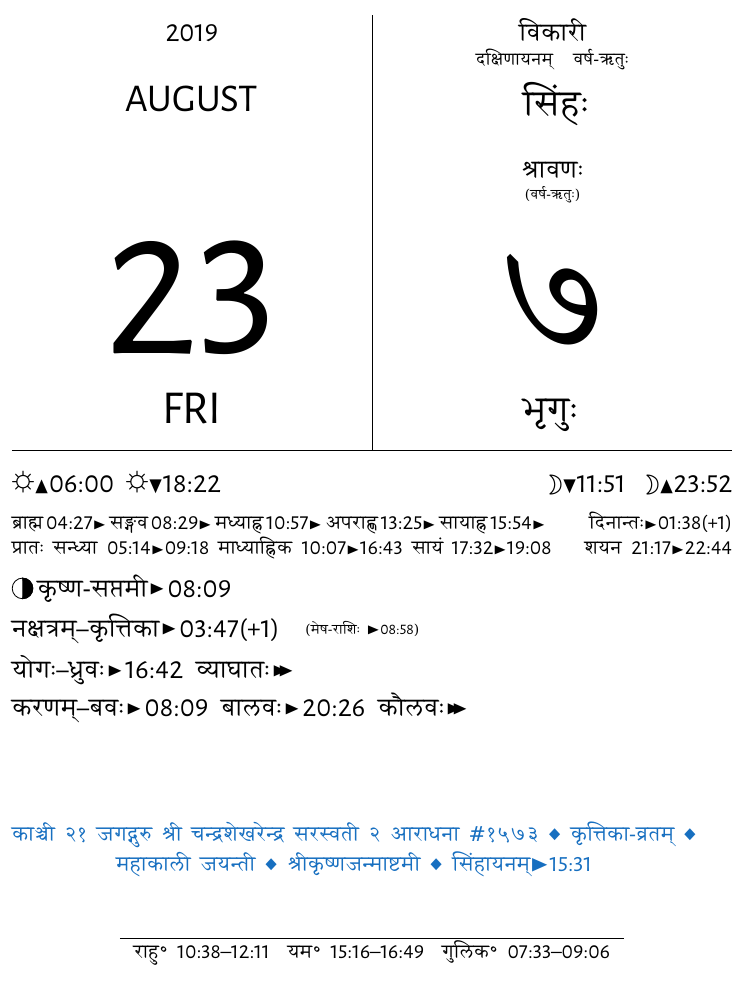 2019
AUGUST
23
FRI
विकारी
दक्षिणायनम् वर्ष-ऋतुः
सिंहः
श्रावणः
(वर्ष-ऋतुः)
७
भृगुः
☼▲06:00 ☼▼18:22 ☽▼11:51 ☽▲23:52
ब्राह्म 04:27► सङ्गव 08:29► मध्याह्न 10:57► अपराह्ण 13:25► सायाह्न 15:54► दिनान्तः►01:38(+1)
प्रातः सन्ध्या 05:14►09:18 माध्याह्निक 10:07►16:43 सायं 17:32►19:08 शयन 21:17►22:44
◑ कृष्ण-सप्तमी► 08:09
नक्षत्रम्–कृत्तिका► 03:47(+1) (मेष-राशिः ►08:58)
योगः–ध्रुवः►16:42 व्याघातः►►
करणम्–बवः► 08:09 बालवः►20:26 कौलवः►►
काञ्ची २१ जगद्गुरु श्री चन्द्रशेखरेन्द्र सरस्वती २ आराधना #१५७३ ◆ कृत्तिका-व्रतम् ◆
महाकाली जयन्ती ◆ श्रीकृष्णजन्माष्टमी ◆ सिंहायनम्►15:31
राहु° 10:38–12:11 यम° 15:16–16:49 गुलिक° 07:33–09:06